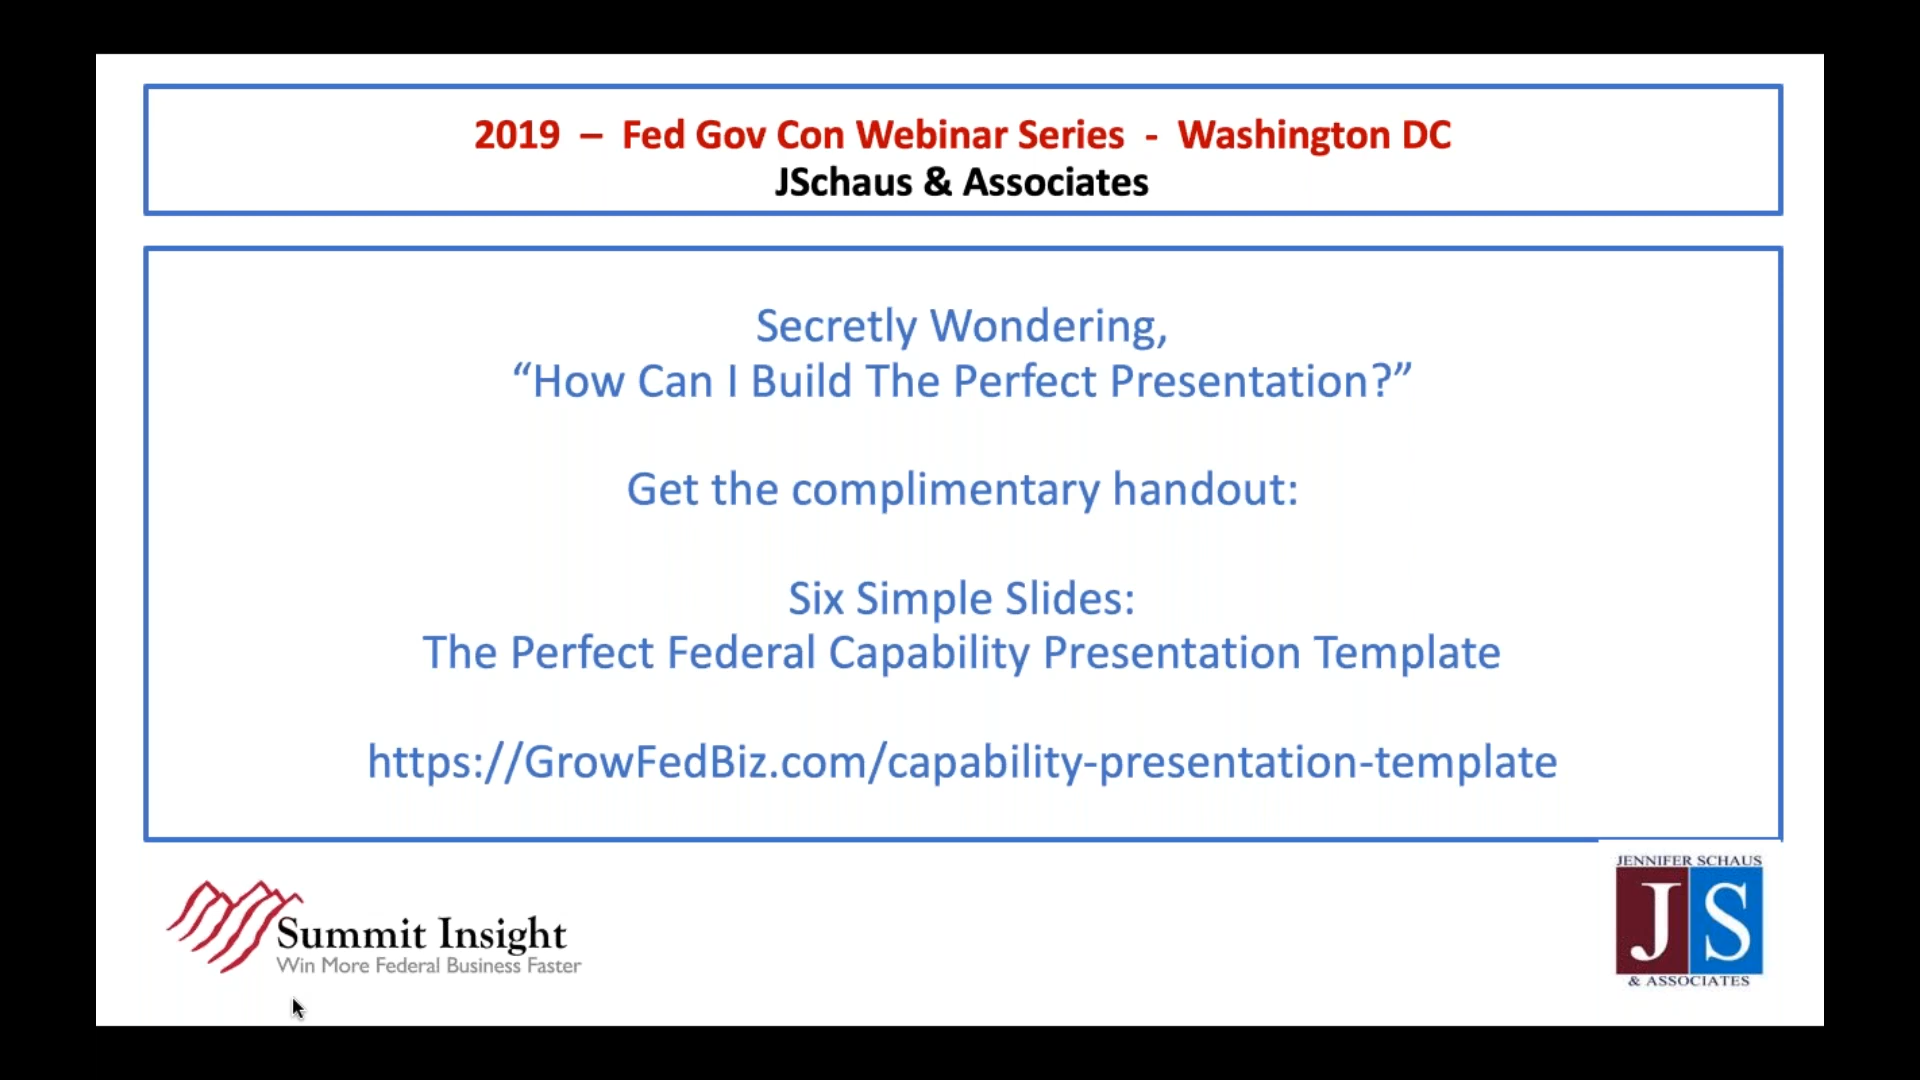 2019 – Fed Gov Con Webinar Series - Washington DC
JSchaus & Associates
Secretly Wondering,
“How Can I Build The Perfect Presentation?”
Get the complimentary handout:
Six Simple Slides:
The Perfect Federal Capability Presentation Template
https://GrowFedBiz.com/capability-presentation-template
Summit Insight
Win More Federal Business Faster
JENNIFER SCHAUS
JS
& ASSOCIATES